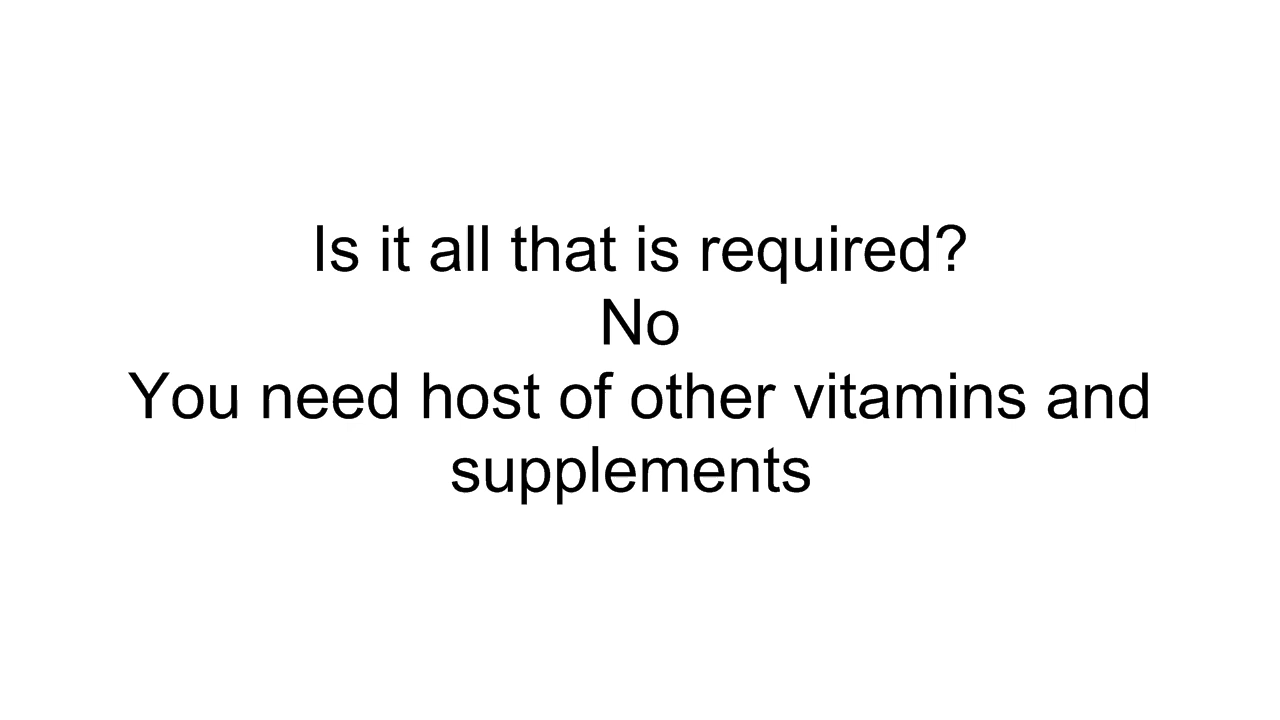 Is it all that is required?
No
You need host of other vitamins and
supplements